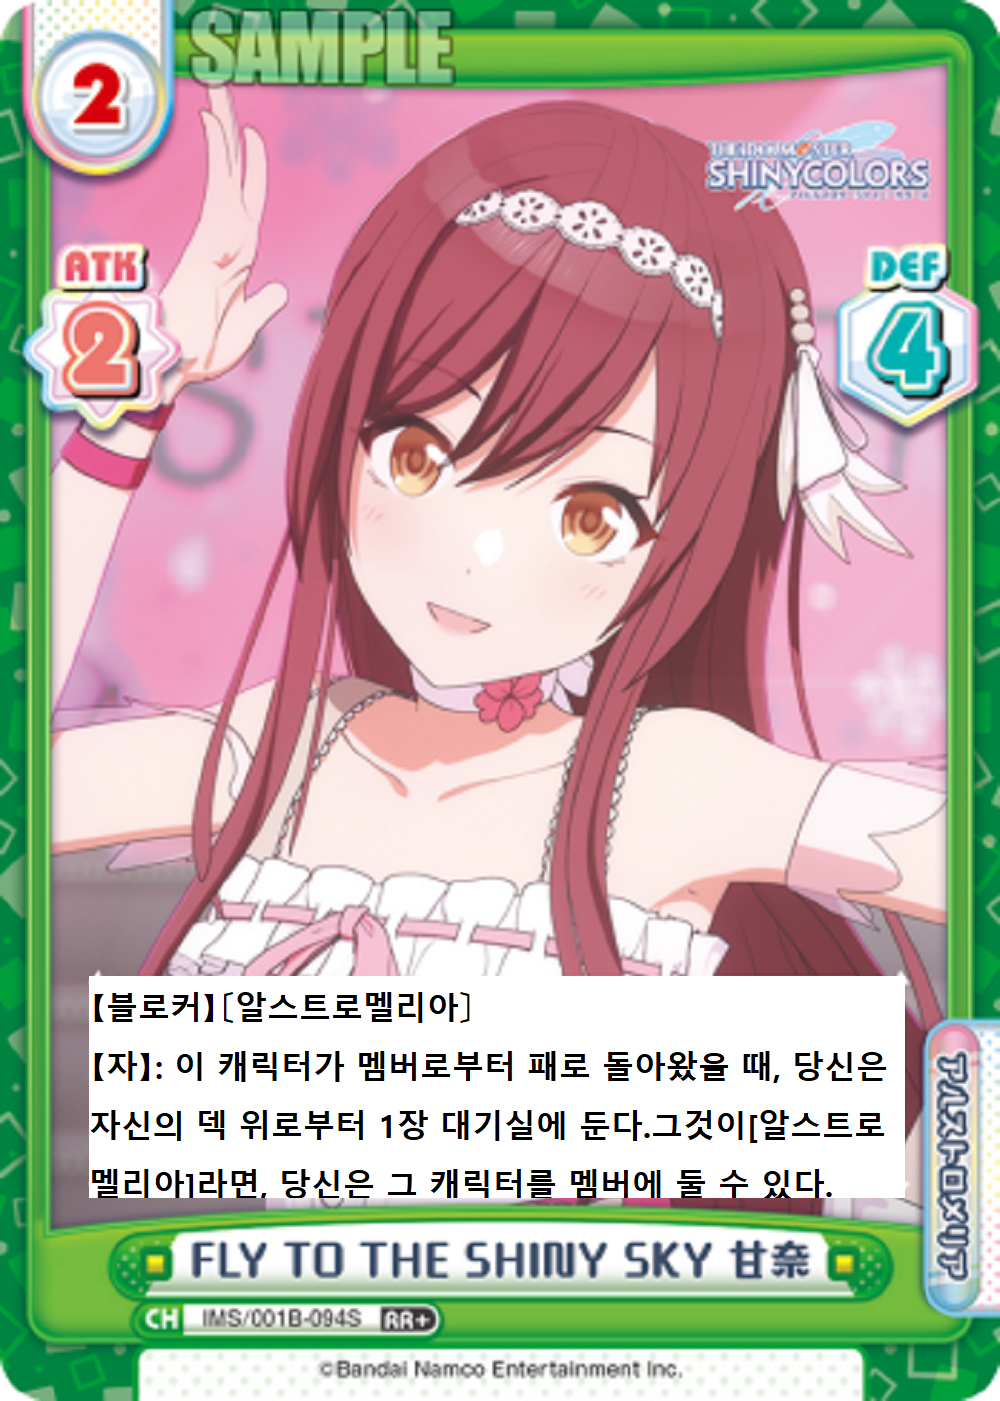 SAMPLE
2
SHINYCOLORS
ATK
2
DEF
4
【블로커】〔알스트로멜리아〕
【자】: 이 캐릭터가 멤버로부터 패로 돌아왔을 때, 당신은
자신의 덱 위로부터 1장 대기실에 둔다.그것이[알스트로
멜리아]라면, 당신은 그 캐릭터를 멤버에 둘 수 있다.
アルストロメリア
FLY TO THE SHINY SKY 甘奈
CH IMS/001B-094S RR+
©Bandai Namco Entertainment Inc.